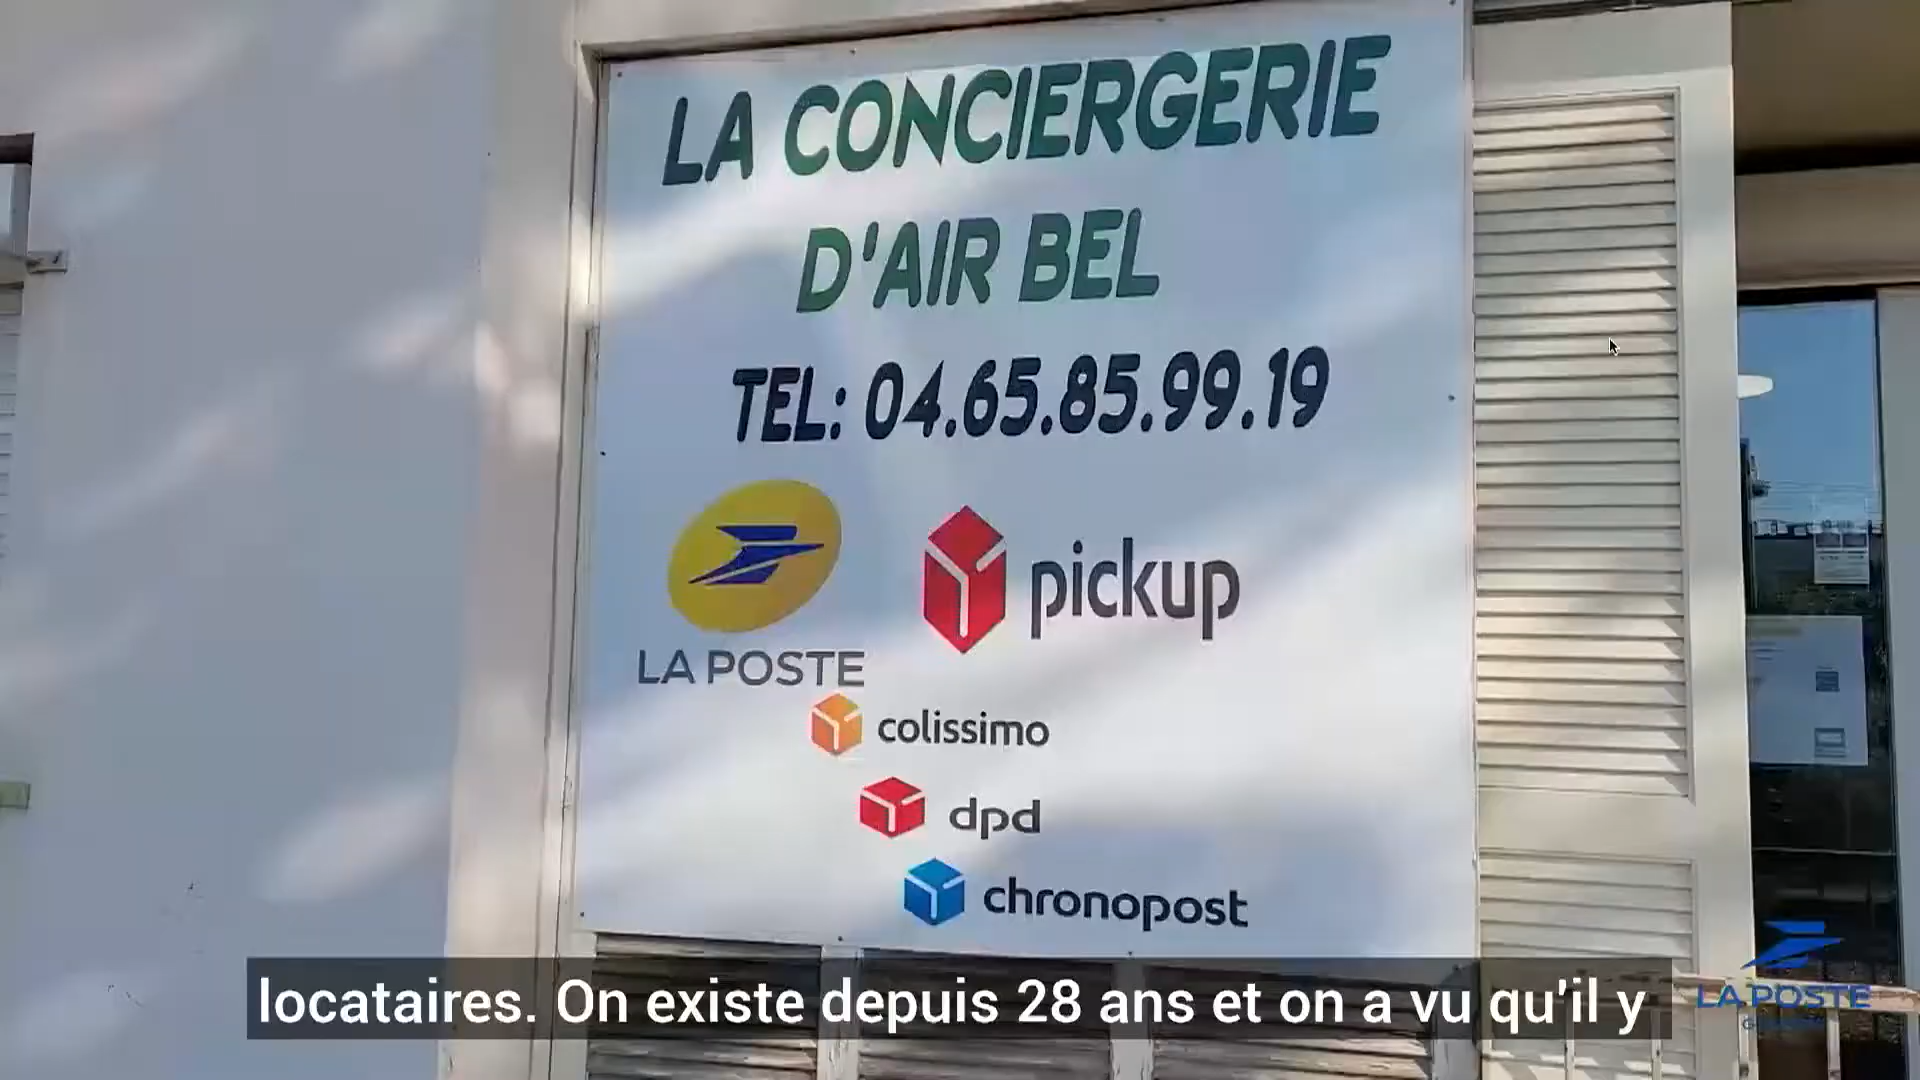 LA CONCIERGERIE
D'AIR BEL
TEL: 04.65.85.99.19
LA POSTE
pickup
colissimo
dpd
chronopost
locataires. On existe depuis 28 ans et on a vu qu'il y
LA POSTE